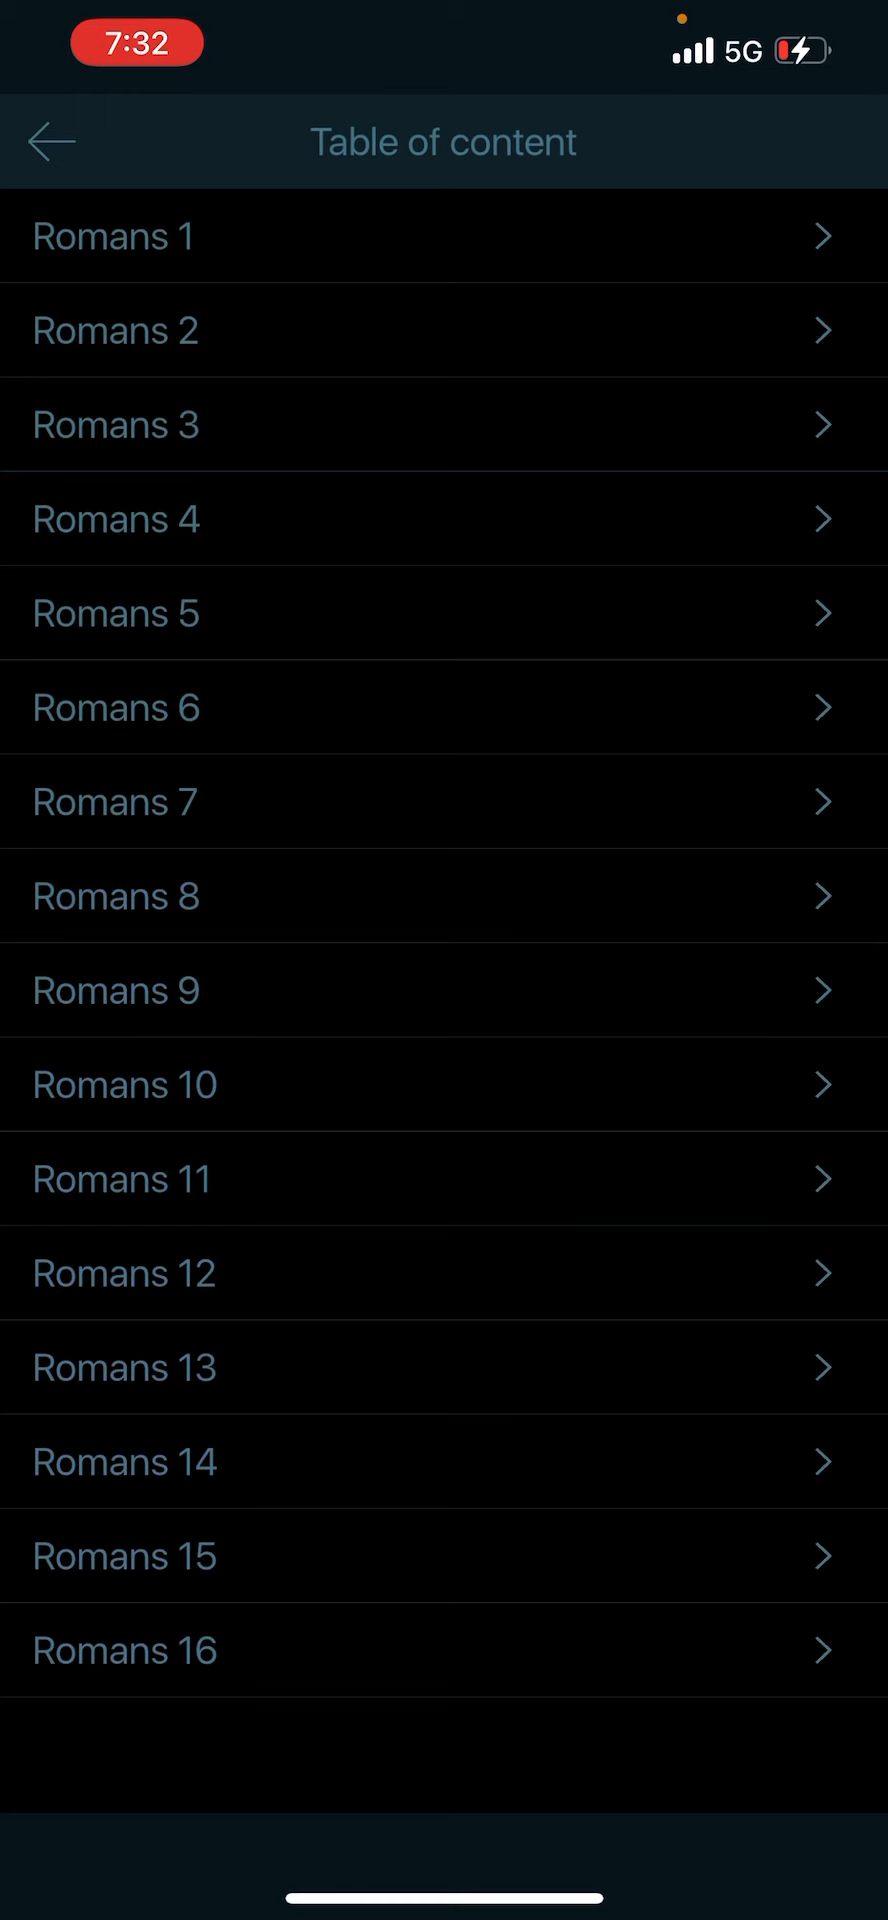 7:32
5G
Table of content
Romans 1
Romans 2
Romans 3
Romans 4
Romans 5
Romans 6
Romans 7
Romans 8
Romans 9
Romans 10
Romans 11
Romans 12
Romans 13
Romans 14
Romans 15
Romans 16